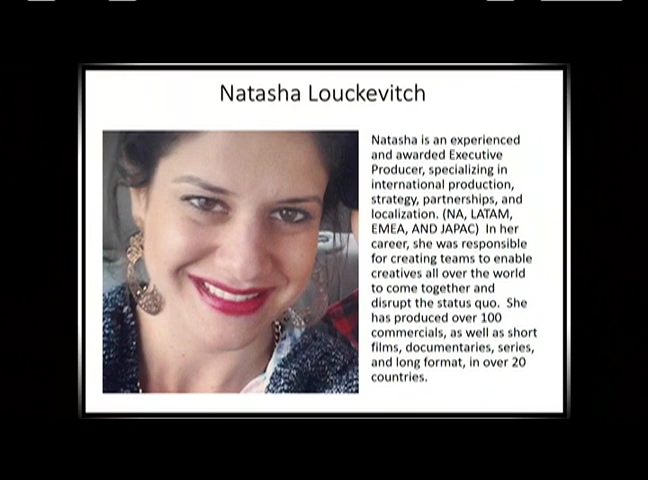 Natasha Louckevitch
Natasha is an experienced
and awarded Executive
Producer, specializing in
international production,
strategy, partnerships, and
localization. (NA, LATAM,
EMEA, AND JAPAC)  In her
career, she was responsible
for creating teams to enable
creatives all over the world
to come together and
disrupt the status quo.  She
has produced over 100
commercials, as well as short
films, documentaries, series,
and long format, in over 20
countries.